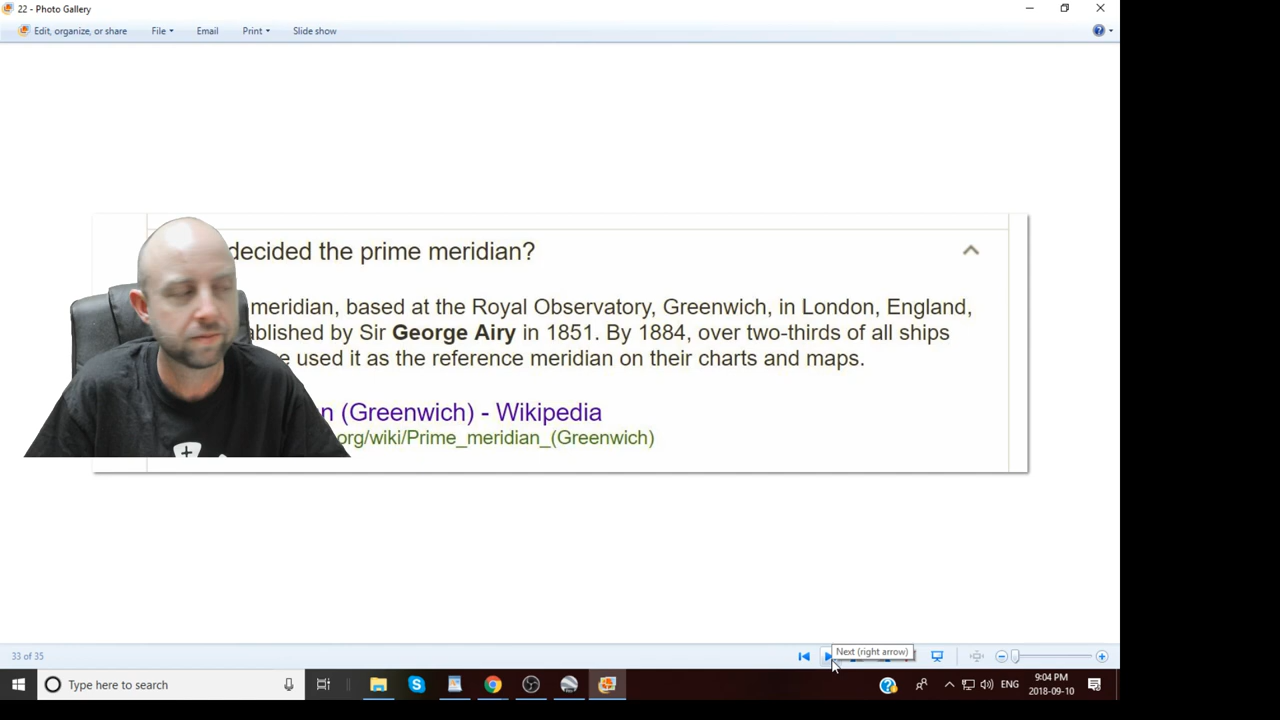 22 - Photo Gallery
Edit, organize, or share File Email Print Slide show
decided the prime meridian?
meridian, based at the Royal Observatory, Greenwich, in London, England,
ablished by Sir George Airy in 1851. By 1884, over two-thirds of all ships
e used it as the reference meridian on their charts and maps.
n (Greenwich) - Wikipedia
org/wiki/Prime_meridian_(Greenwich)
33 of 35
Next (right arrow)
Type here to search
ENG
9:04 PM
2018-09-10